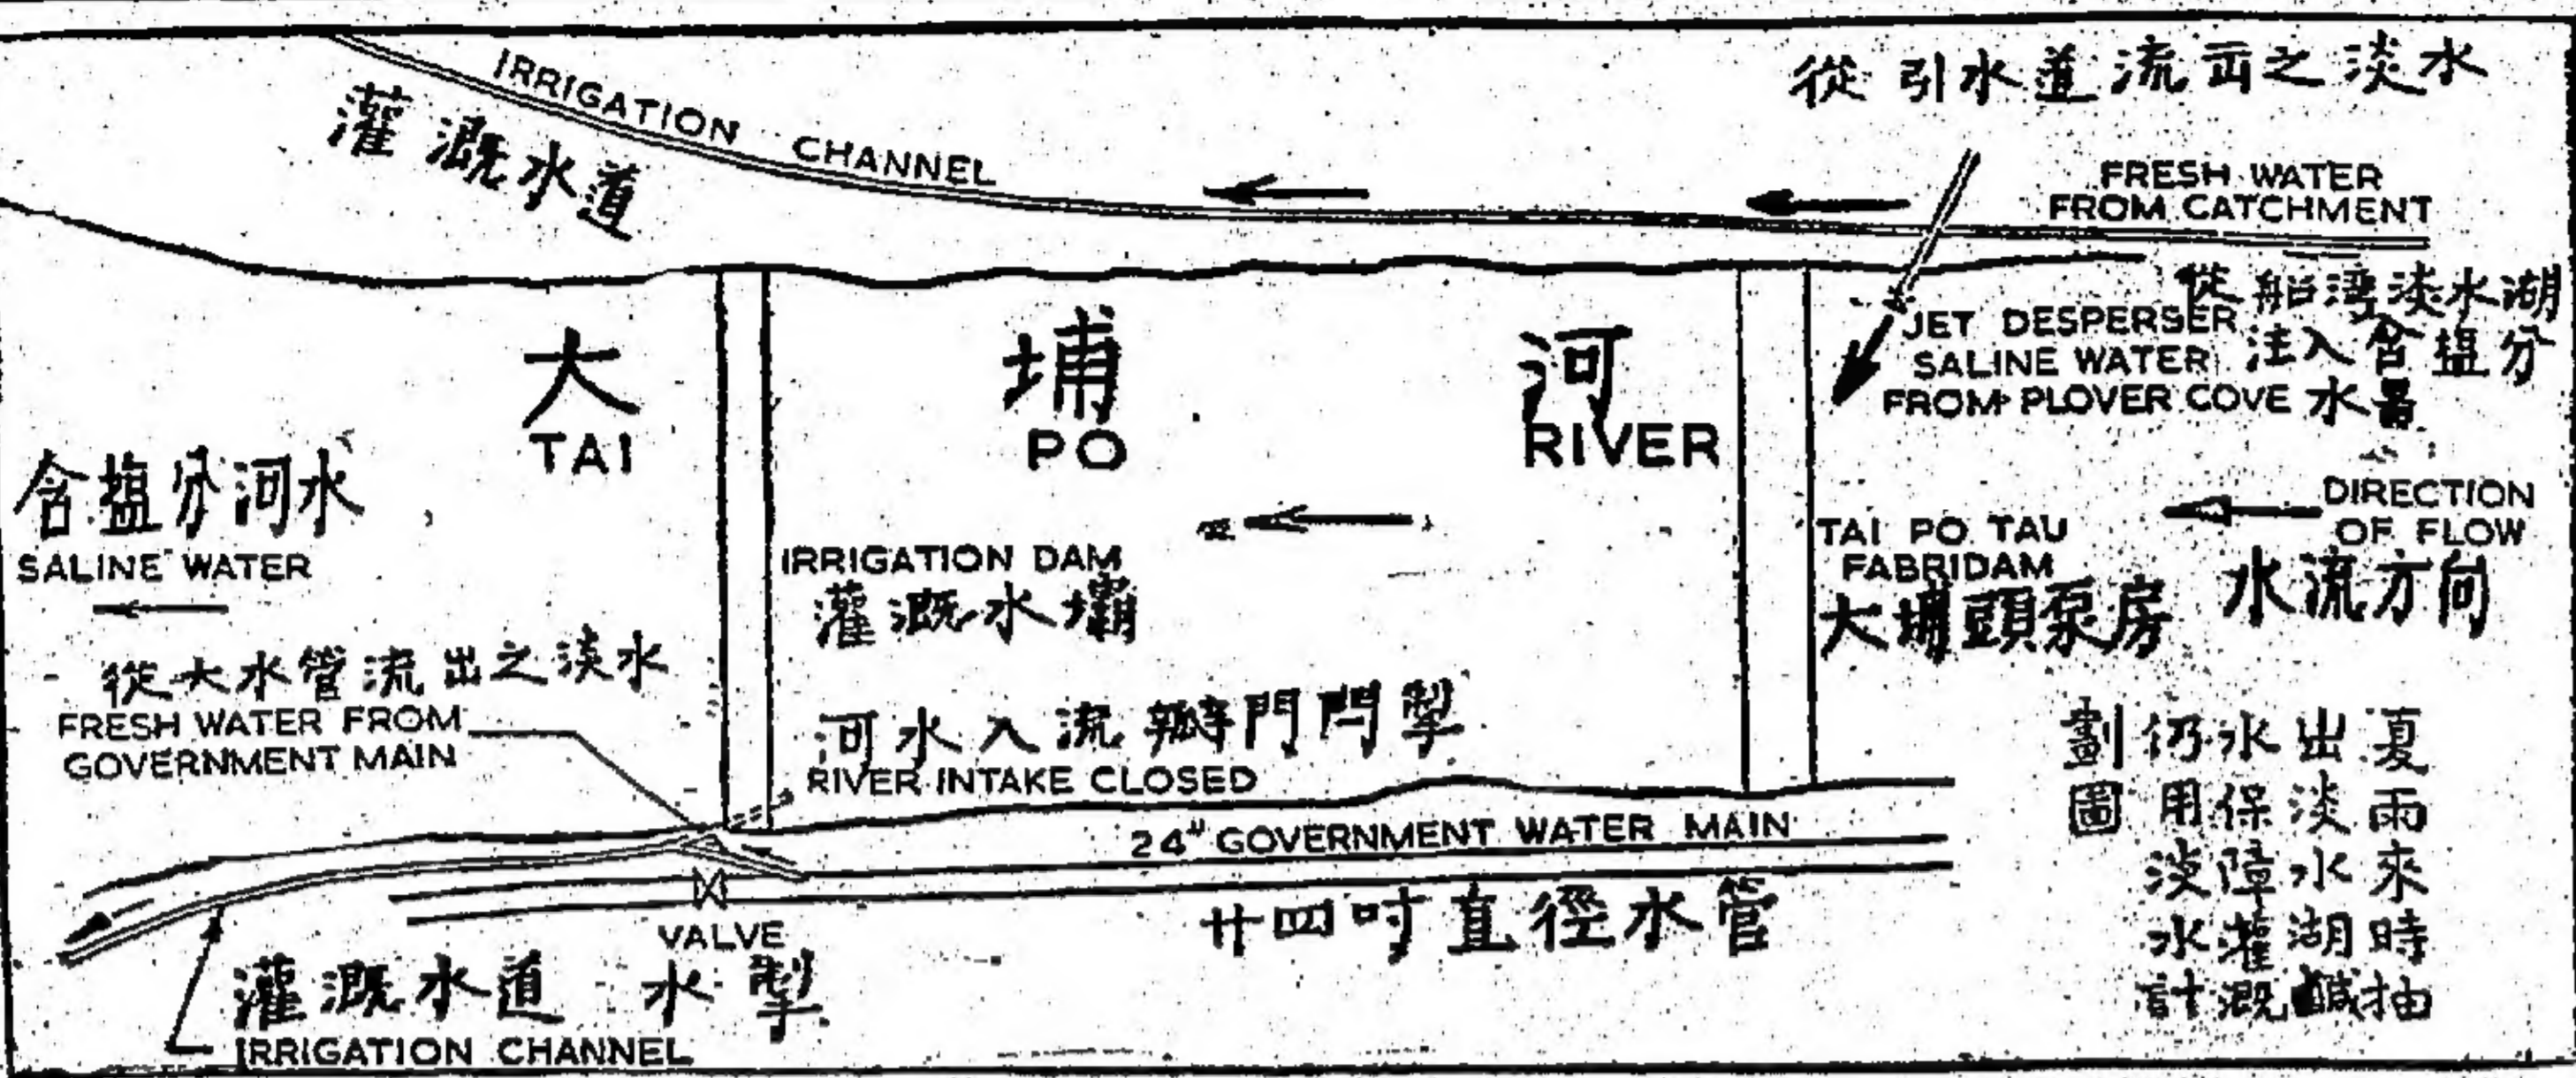 IRRIGATION CHANNEL
灌溉水道
從引水道流出之淡水
FRESH WATER
FROM CATCHMENT
從船灣淡水湖
注入含塩分
水署
JET DESPERSER
SALINE WATER
FROM PLOVER COVE
大埔河
TAI PO RIVER
含塩分河水
SALINE WATER
IRRIGATION DAM
灌溉水壩
TAI PO TAU
FABRIDAM
大埔頭泵房
DIRECTION
OF FLOW
水流方向
從大水管流出之淡水
FRESH WATER FROM
GOVERNMENT MAIN
河水入流瓣門閂掣
RIVER INTAKE CLOSED
24" GOVERNMENT WATER MAIN
廿四吋直徑水管
VALVE
水掣
灌溉水道
IRRIGATION CHANNEL
夏雨來時抽
出淡水湖鹹
水保障灌溉
仍用淡水計
劃圖